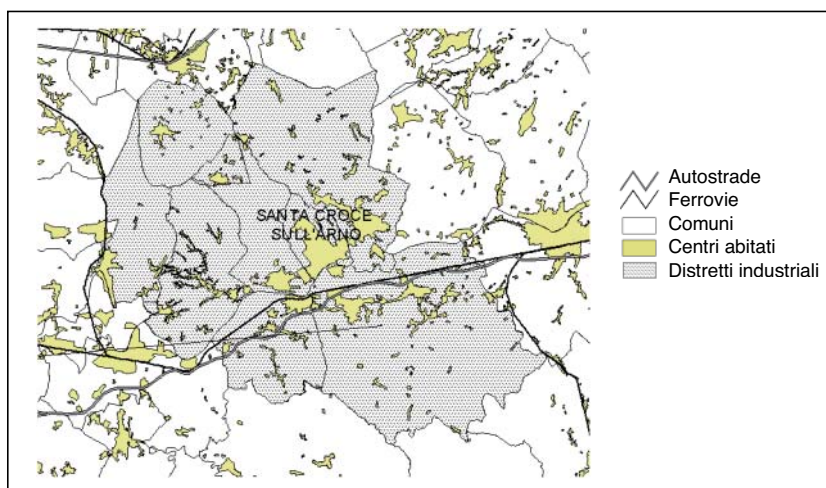 SANTA CROCE
SULL'ARNO
Autostrade
Ferrovie
Comuni
Centri abitati
Distretti industriali